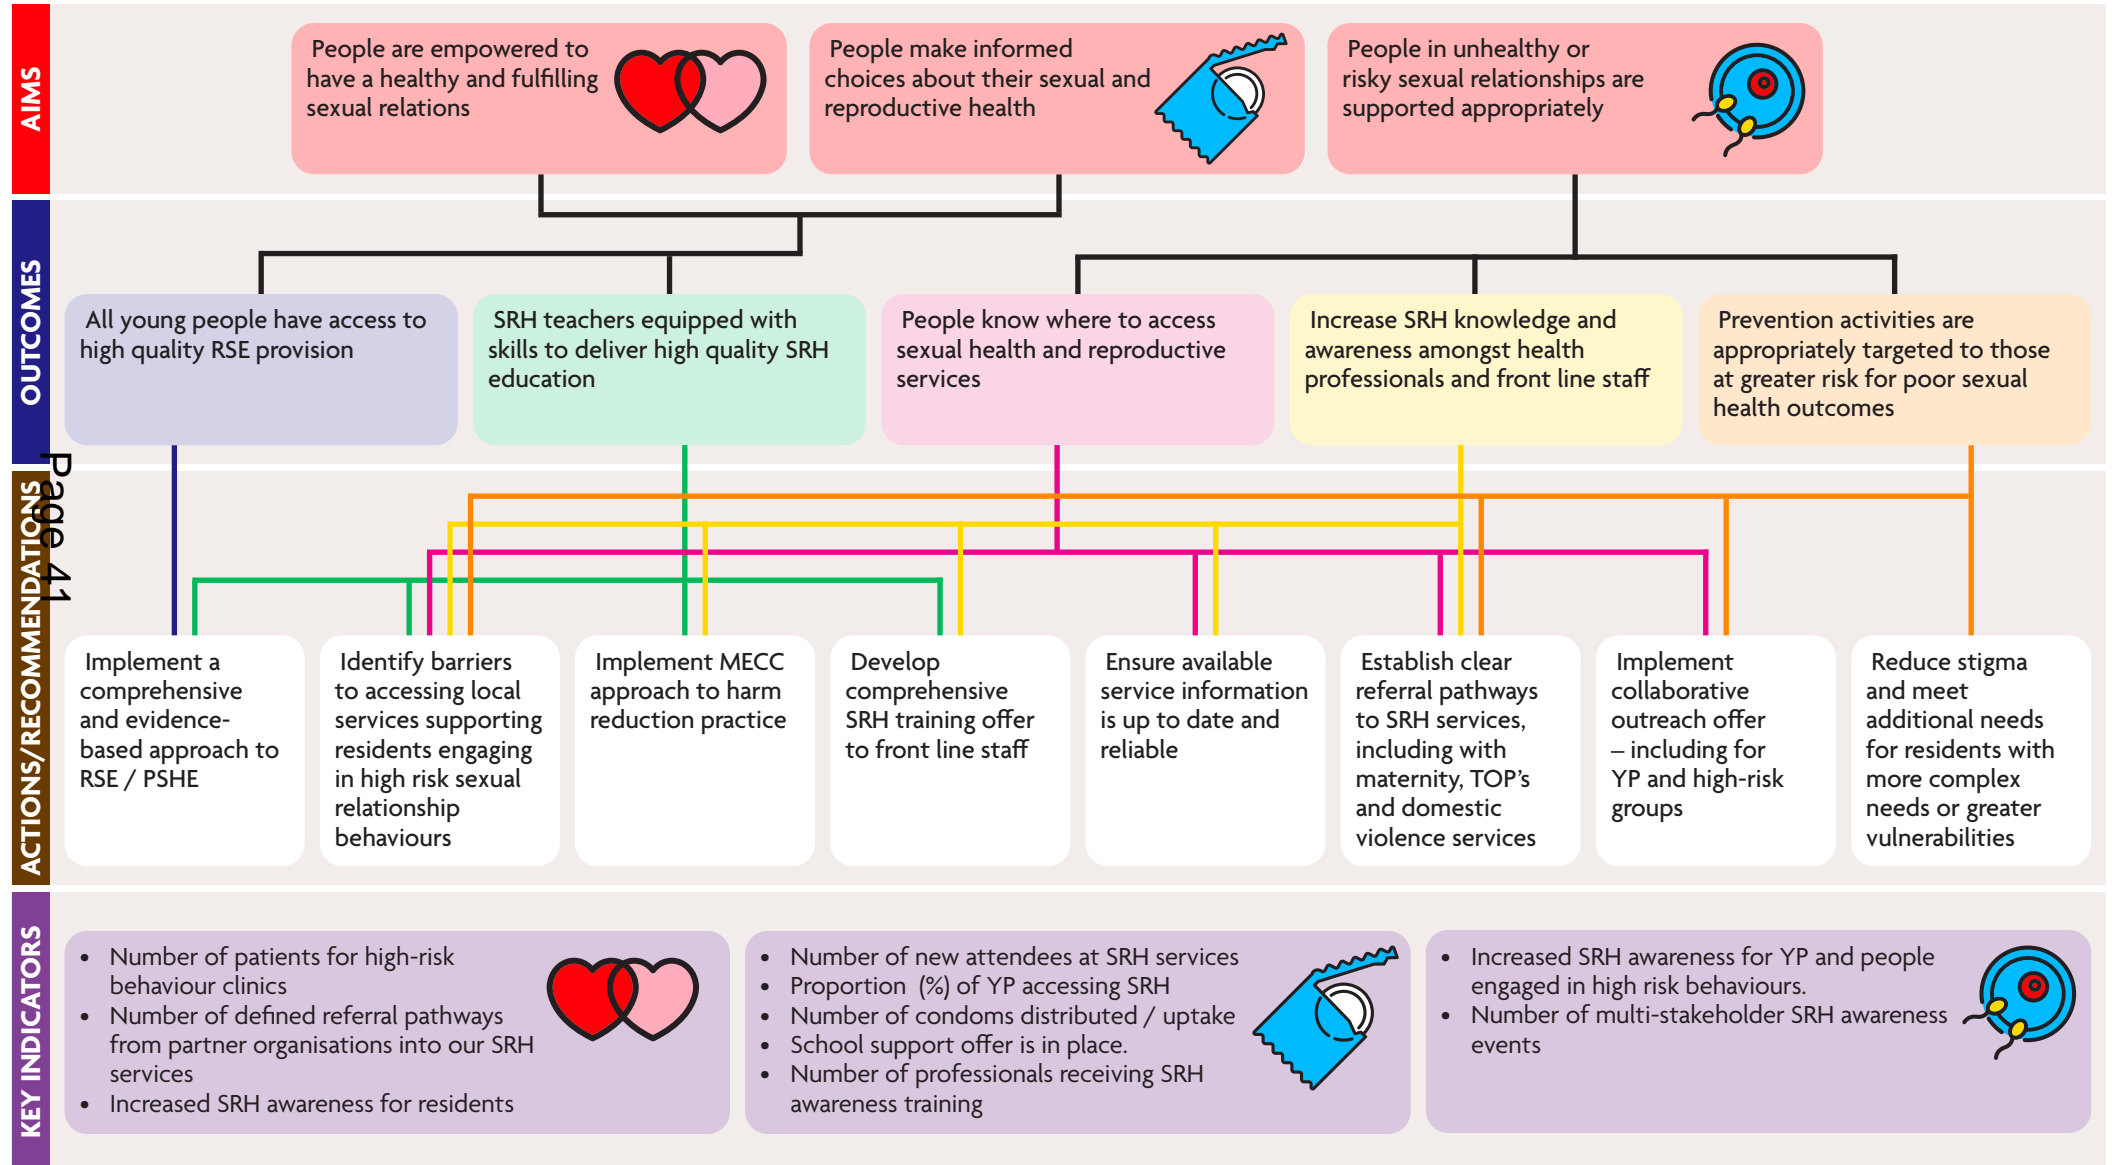 AIMS
People are empowered to
have a healthy and fulfilling
sexual relations
People make informed
choices about their sexual and
reproductive health
People in unhealthy or
risky sexual relationships are
supported appropriately
OUTCOMES
All young people have access to
high quality RSE provision
SRH teachers equipped with
skills to deliver high quality SRH
education
People know where to access
sexual health and reproductive
services
Increase SRH knowledge and
awareness amongst health
professionals and front line staff
Prevention activities are
appropriately targeted to those
at greater risk for poor sexual
health outcomes
Page 41
ACTIONS/RECOMMENDATIONS
Implement a
comprehensive
and evidence-
based approach to
RSE / PSHE
Identify barriers
to accessing local
services supporting
residents engaging
in high risk sexual
relationship
behaviours
Implement MECC
approach to harm
reduction practice
Develop
comprehensive
SRH training offer
to front line staff
Ensure available
service information
is up to date and
reliable
Establish clear
referral pathways
to SRH services,
including with
maternity, TOP's
and domestic
violence services
Implement
collaborative
outreach offer
– including for
YP and high-risk
groups
Reduce stigma
and meet
additional needs
for residents with
more complex
needs or greater
vulnerabilities
KEY INDICATORS
• Number of patients for high-risk
behaviour clinics
• Number of defined referral pathways
from partner organisations into our SRH
services
• Increased SRH awareness for residents
• Number of new attendees at SRH services
• Proportion (%) of YP accessing SRH
• Number of condoms distributed / uptake
• School support offer is in place.
• Number of professionals receiving SRH
awareness training
• Increased SRH awareness for YP and people
engaged in high risk behaviours.
• Number of multi-stakeholder SRH awareness
events